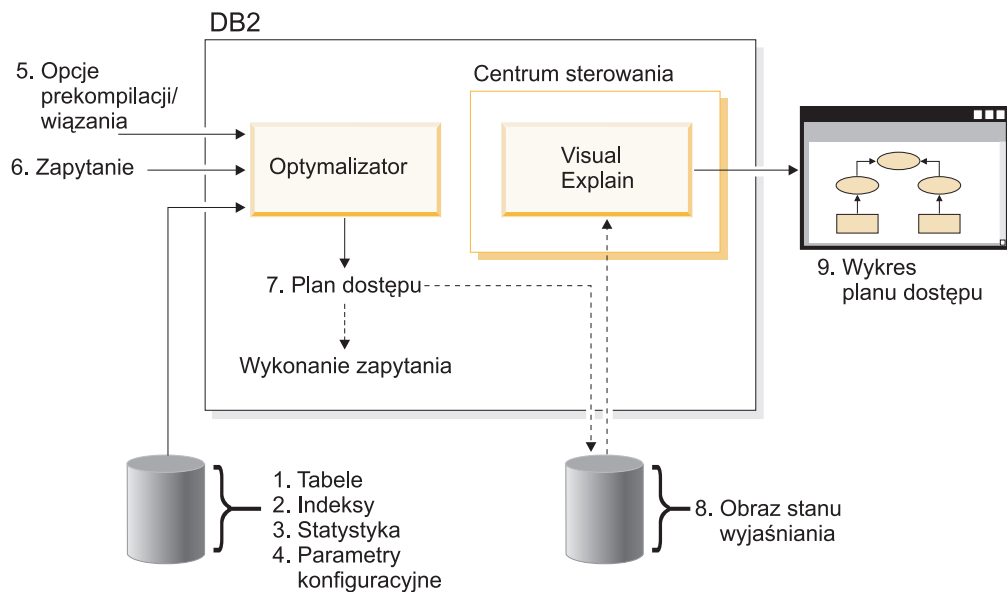 DB2
5. Opcje
prekompilacji/
wiązania
6. Zapytanie
Optymalizator
Centrum sterowania
Visual
Explain
7. Plan dostępu
Wykonanie zapytania
9. Wykres
planu dostępu
1. Tabele
2. Indeksy
3. Statystyka
4. Parametry
konfiguracyjne
8. Obraz stanu
wyjaśniania